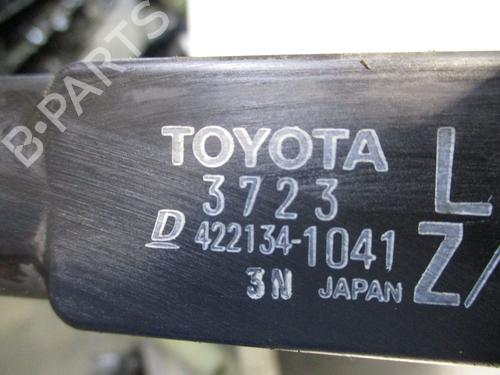 B-PARTS
TOYOTA L
3723
D 422134-1041 Z/
3N JAPAN